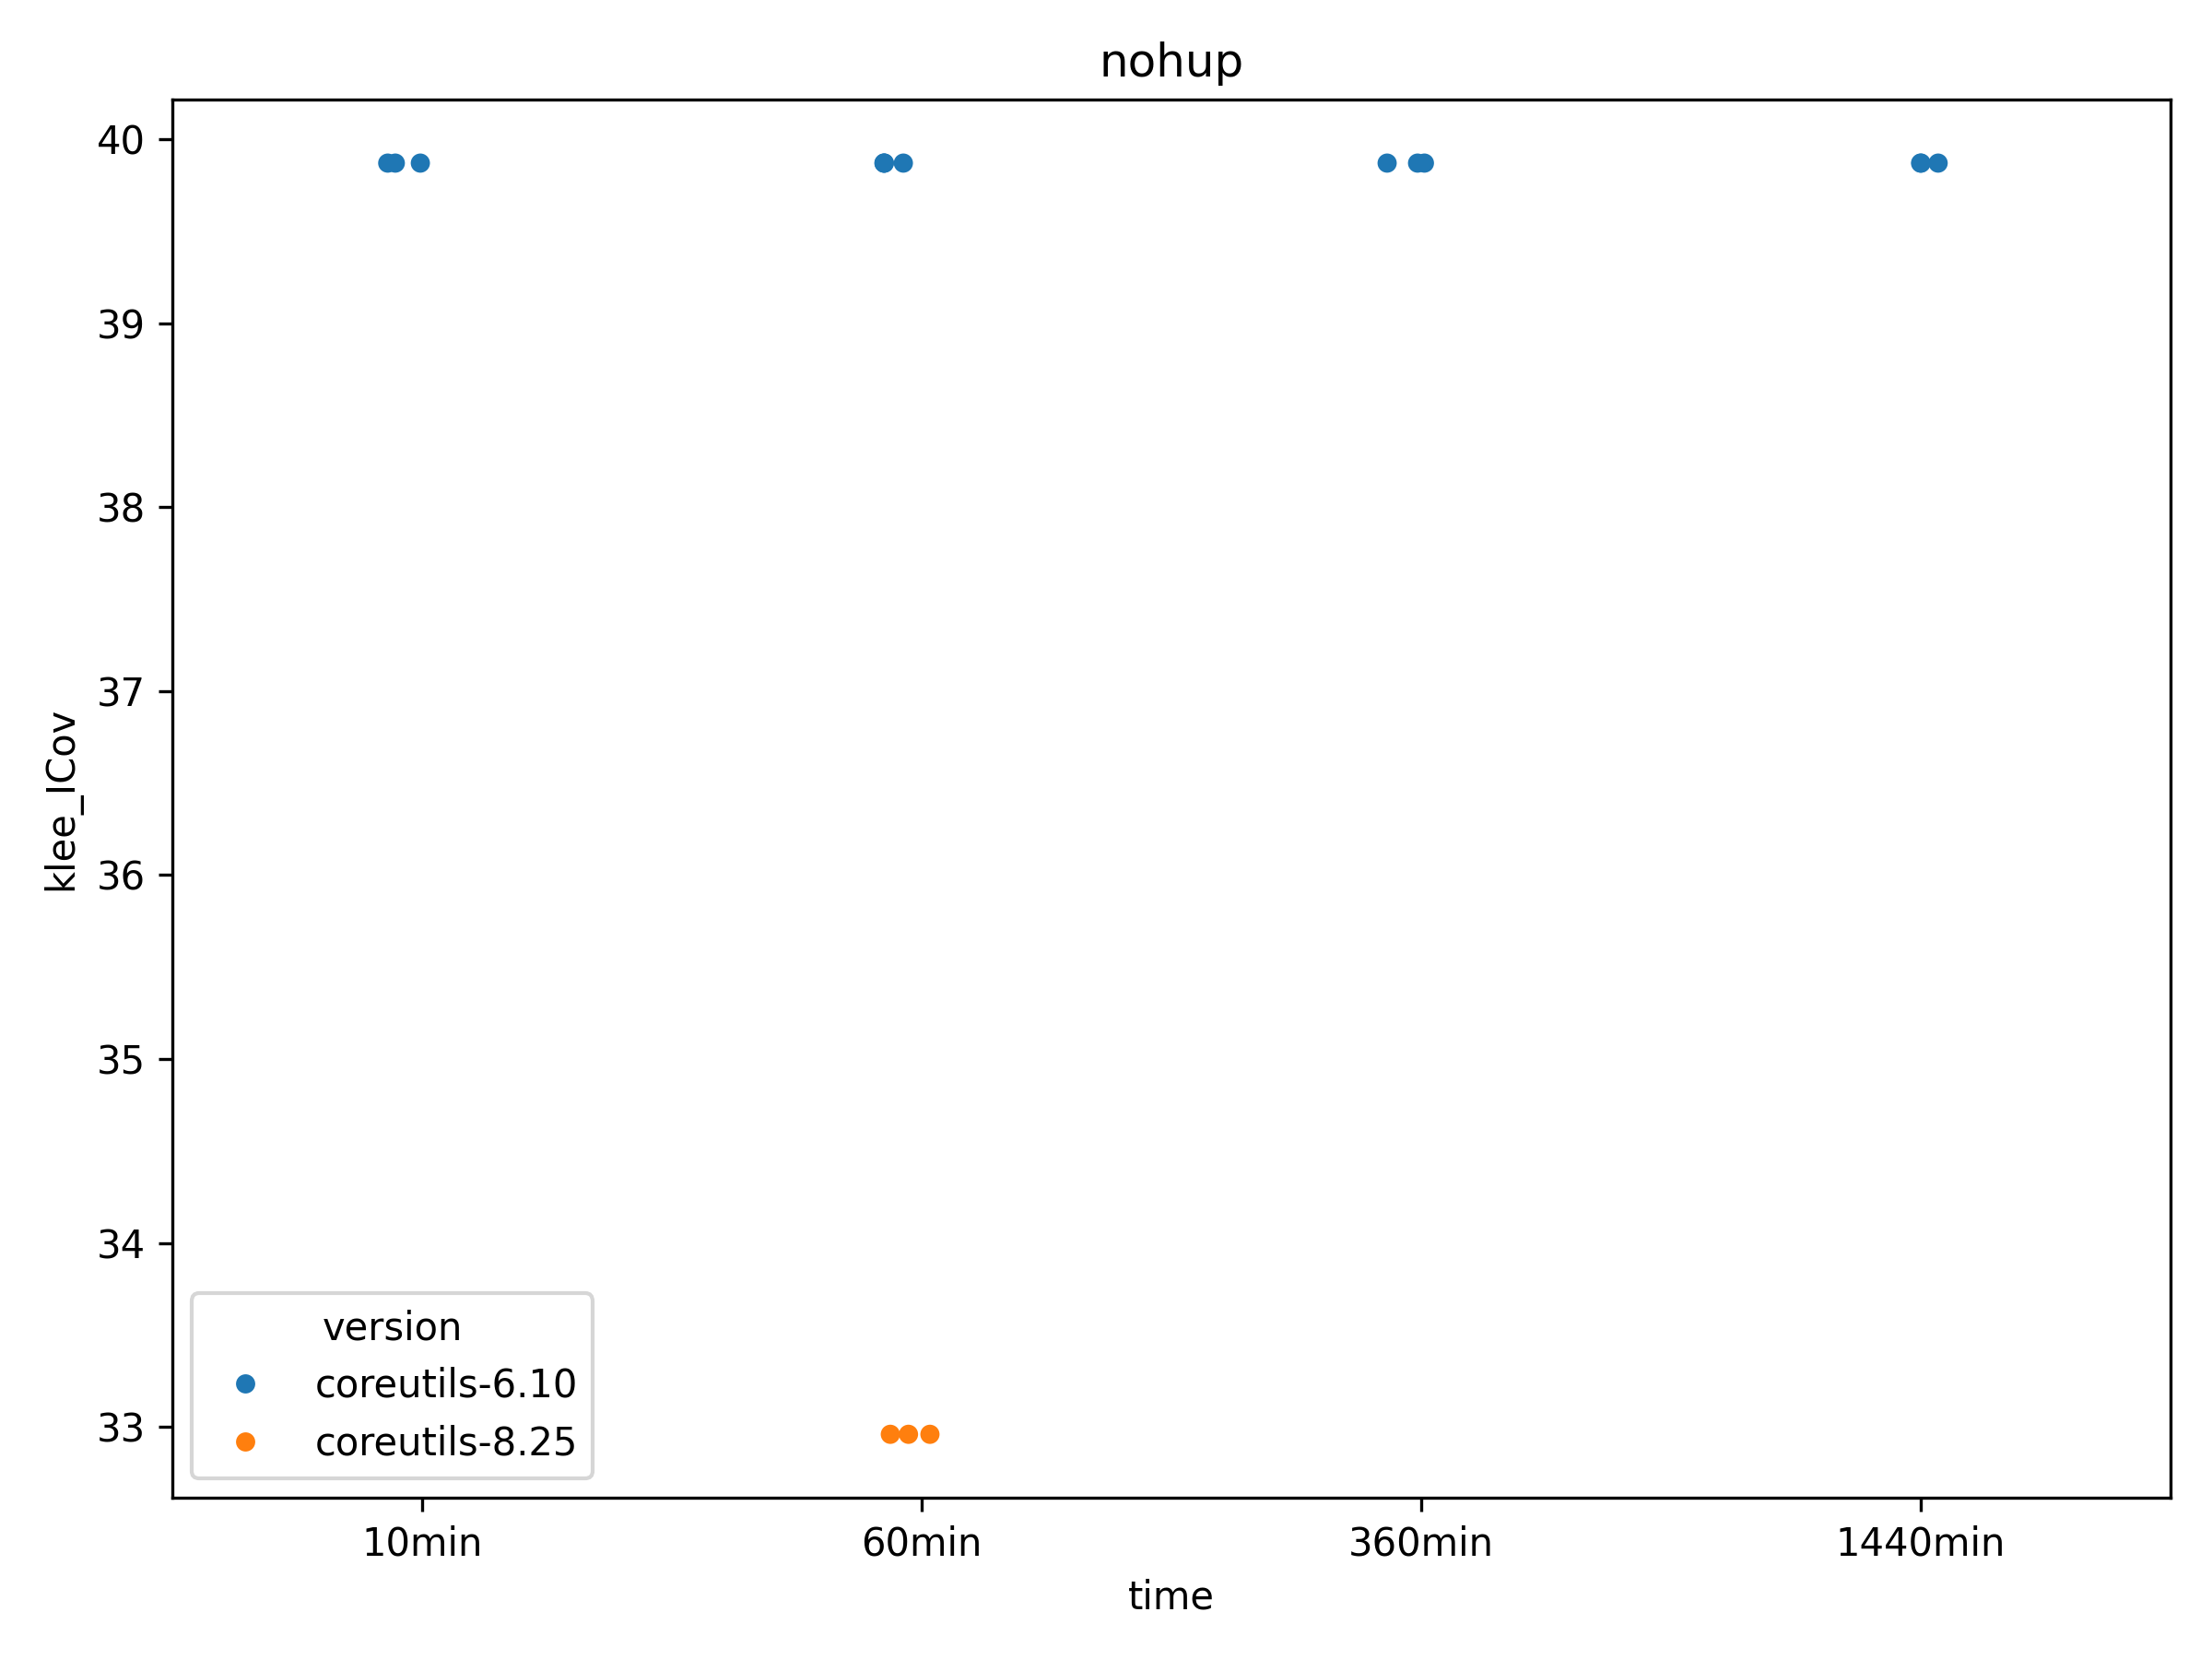 nohup
40
39
38
37
36
35
34
33
klee_ICov
version
coreutils-6.10
coreutils-8.25
10min
60min
360min
1440min
time